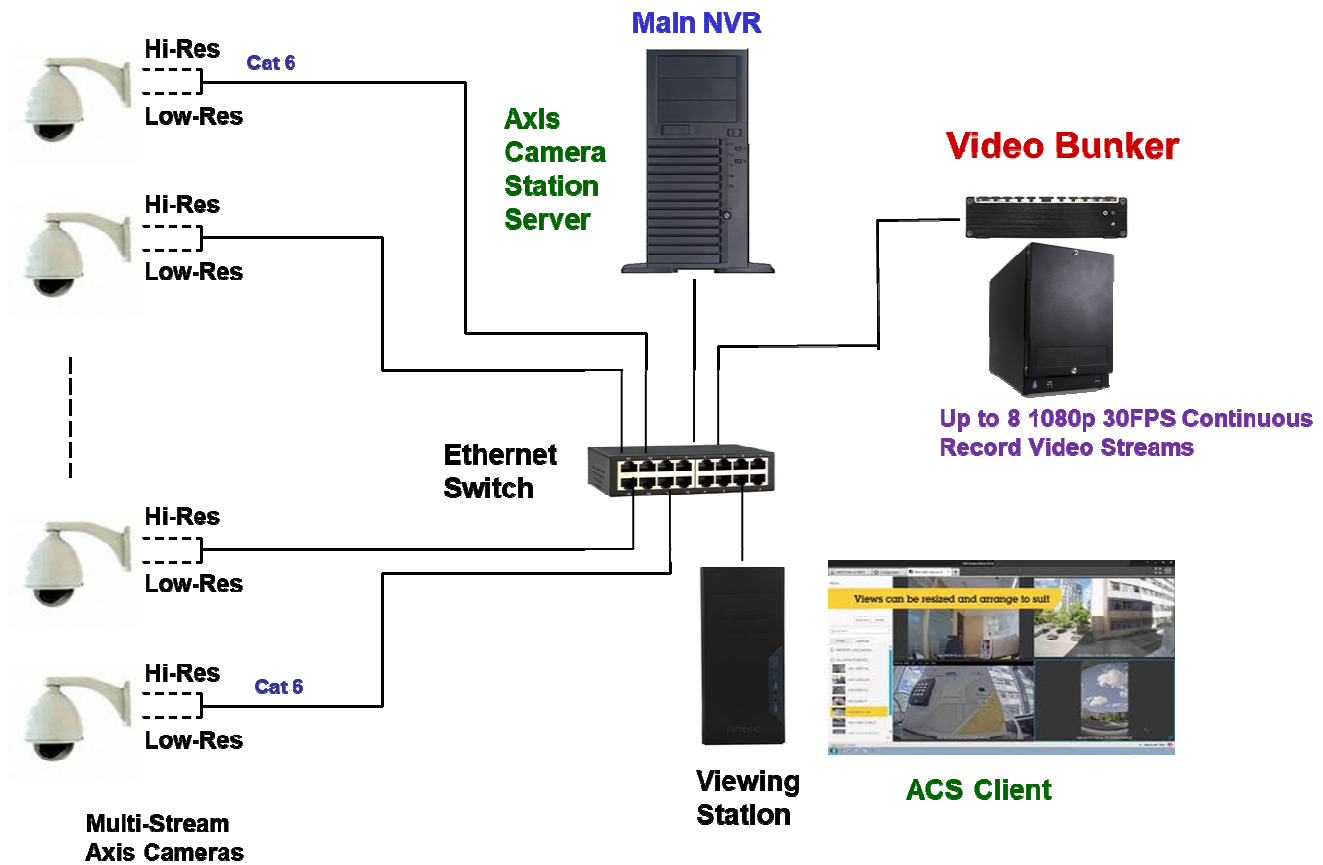 Main NVR
Hi-Res
Cat 6
Low-Res
Axis
Camera
Station
Server
Video Bunker
Hi-Res
Low-Res
Up to 8 1080p 30FPS Continuous
Record Video Streams
Ethernet
Switch
Hi-Res
Low-Res
Views can be resized and arrange to suit
Hi-Res
Cat 6
Low-Res
ANTEC
Viewing
Station
ACS Client
Multi-Stream
Axis Cameras